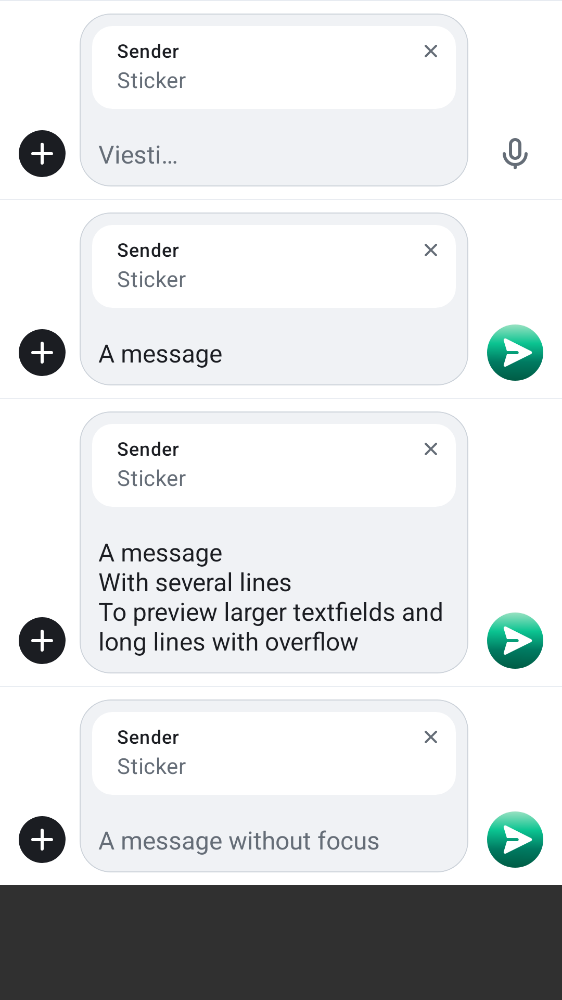 Sender
Sticker
Viesti…
Sender
Sticker
A message
Sender
Sticker
A message
With several lines
To preview larger textfields and
long lines with overflow
Sender
Sticker
A message without focus